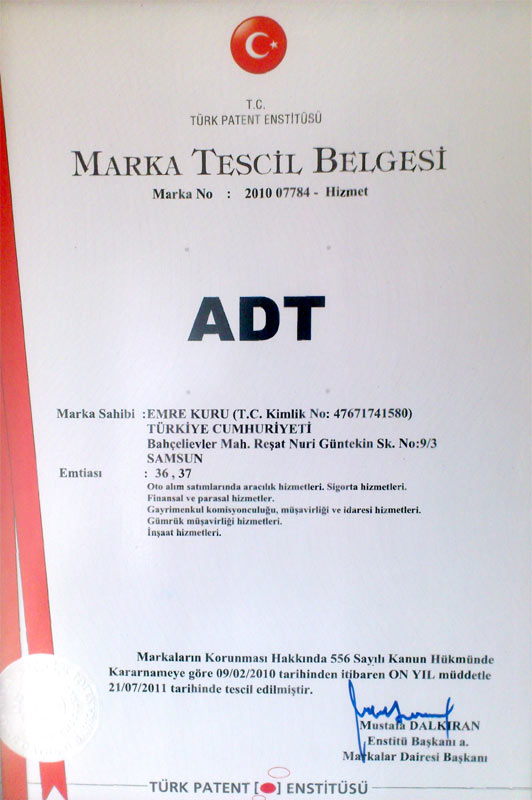 T.C.
TÜRK PATENT ENSTİTÜSÜ
MARKA TESCİL BELGESİ
Marka No : 2010 07784 - Hizmet
ADT
Marka Sahibi :EMRE KURU (T.C. Kimlik No: 47671741580)
TÜRKİYE CUMHURİYETİ
Bahçelievler Mah. Reşat Nuri Güntekin Sk. No:9/3
SAMSUN
Emtiası : 36 , 37
Oto alım satımlarında aracılık hizmetleri. Sigorta hizmetleri.
Finansal ve parasal hizmetler.
Gayrimenkul komisyonculuğu, müşavirliği ve idaresi hizmetleri.
Gümrük müşavirliği hizmetleri.
İnşaat hizmetleri.
Markaların Korunması Hakkında 556 Sayılı Kanun Hükmünde
Kararnameye göre 09/02/2010 tarihinden itibaren ON YIL müddetle
21/07/2011 tarihinde tescil edilmiştir.
Mustafa DALKIRAN
Enstitü Başkanı a.
Markalar Dairesi Başkanı
TÜRK PATENT ENSTİTÜSÜ